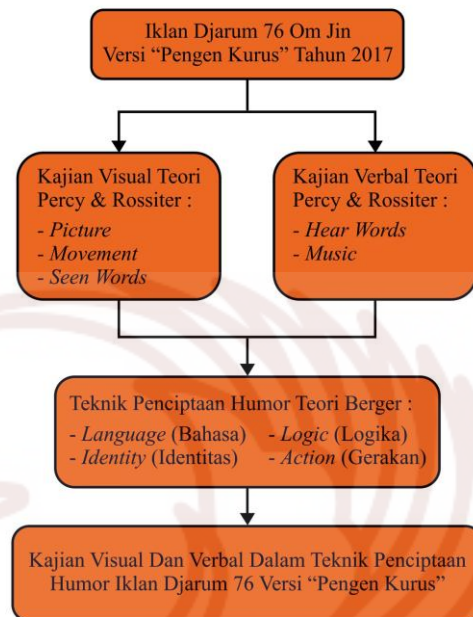 Iklan Djarum 76 Om Jin
Versi “Pengen Kurus” Tahun 2017
Kajian Visual Teori
Percy & Rossiter :
- Picture
- Movement
- Seen Words
Kajian Verbal Teori
Percy & Rossiter :
- Hear Words
- Music
Teknik Penciptaan Humor Teori Berger :
- Language (Bahasa) - Logic (Logika)
- Identity (Identitas) - Action (Gerakan)
Kajian Visual Dan Verbal Dalam Teknik Penciptaan
Humor Iklan Djarum 76 Versi “Pengen Kurus”